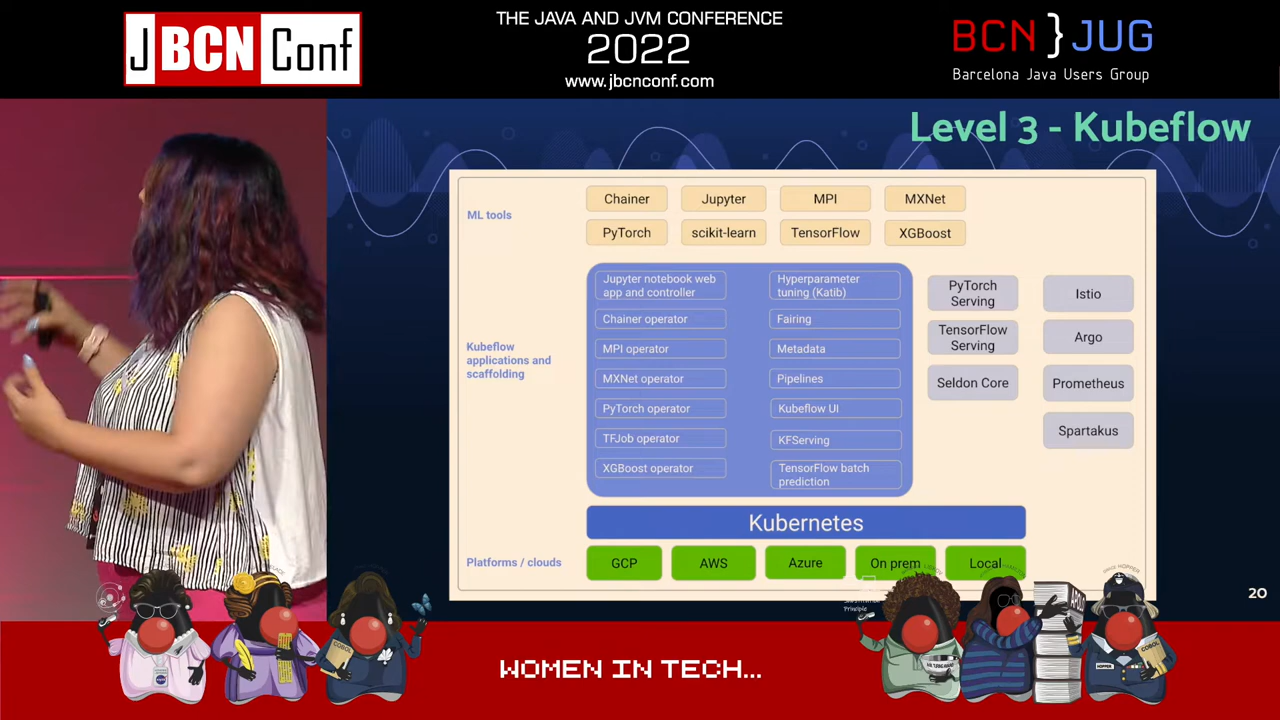 JBCNConf
THE JAVA AND JVM CONFERENCE
2022
www.jbcnconf.com
BCN}JUG
Barcelona Java Users Group
Level 3 - Kubeflow
ML tools
Chainer
Jupyter
MPI
MXNet
PyTorch
scikit-learn
TensorFlow
XGBoost
Kubeflow
applications and
scaffolding
Jupyter notebook web
app and controller
Chainer operator
MPI operator
MXNet operator
PyTorch operator
TFJob operator
XGBoost operator
Hyperparameter
tuning (Katib)
Fairing
Metadata
Pipelines
Kubeflow UI
KFServing
TensorFlow batch
prediction
PyTorch
Serving
TensorFlow
Serving
Seldon Core
Istio
Argo
Prometheus
Spartakus
Kubernetes
Platforms / clouds
GCP
AWS
Azure
On prem
Local
20
Principle
HOPPER
COBOL
WOMEN IN TECH...